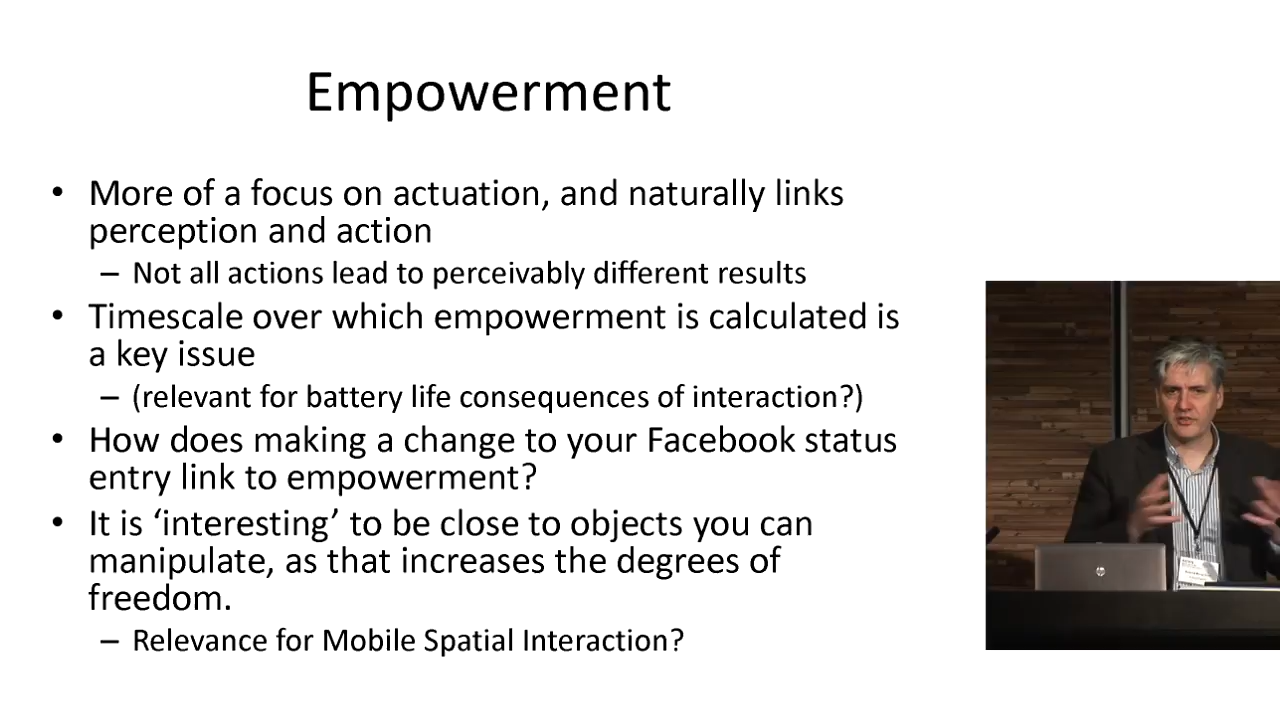 Empowerment
• More of a focus on actuation, and naturally links
perception and action
– Not all actions lead to perceivably different results
• Timescale over which empowerment is calculated is
a key issue
– (relevant for battery life consequences of interaction?)
• How does making a change to your Facebook status
entry link to empowerment?
• It is ‘interesting’ to be close to objects you can
manipulate, as that increases the degrees of
freedom.
– Relevance for Mobile Spatial Interaction?
hp